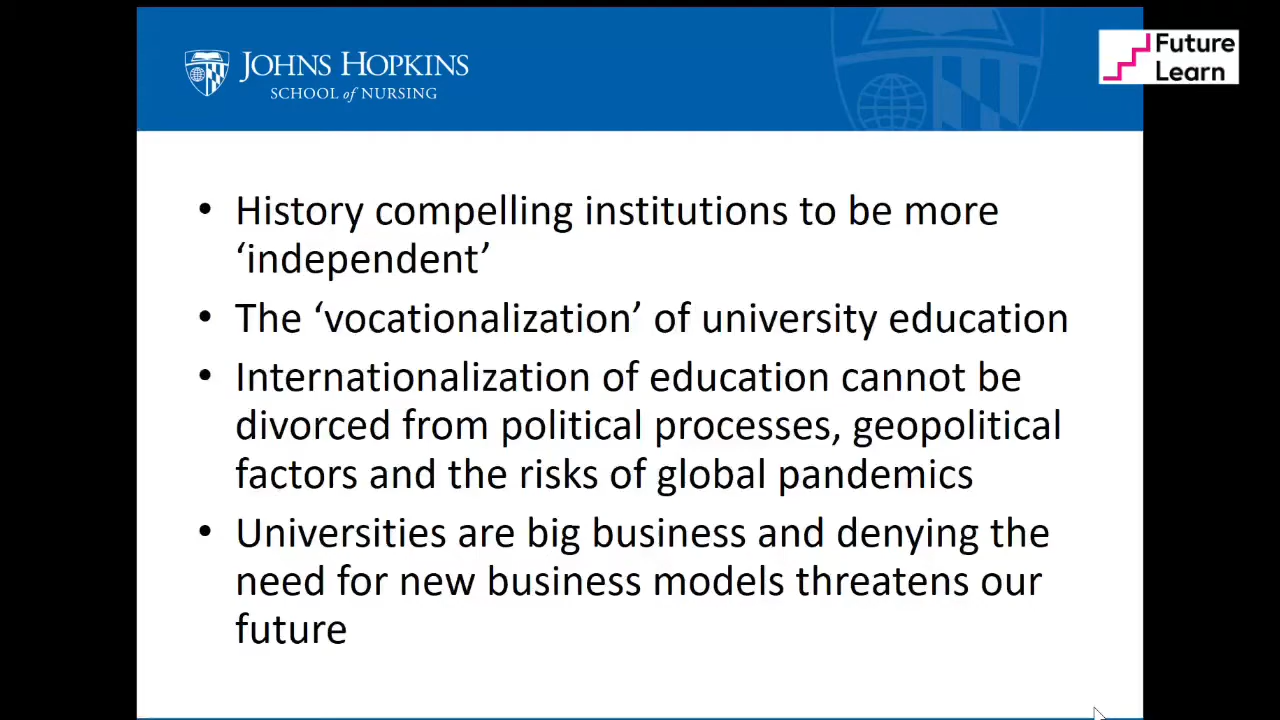 JOHNS HOPKINS
SCHOOL of NURSING
Future
Learn
• History compelling institutions to be more
‘independent’
• The ‘vocationalization’ of university education
• Internationalization of education cannot be
divorced from political processes, geopolitical
factors and the risks of global pandemics
• Universities are big business and denying the
need for new business models threatens our
future